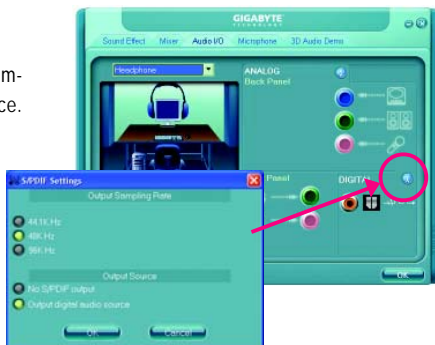 om-
ce.
GIGABYTE
Sound Effect Mixer Audio I/O Microphone 3D Audio Demo
Headphone
ANALOG
Back Panel
Panel
DIGITAL
OK
S/PDIF Settings
Output Sampling Rate
44.1K Hz
48K Hz
96K Hz
Output Source
No S/PDIF output
Output digital audio source
OK Cancel